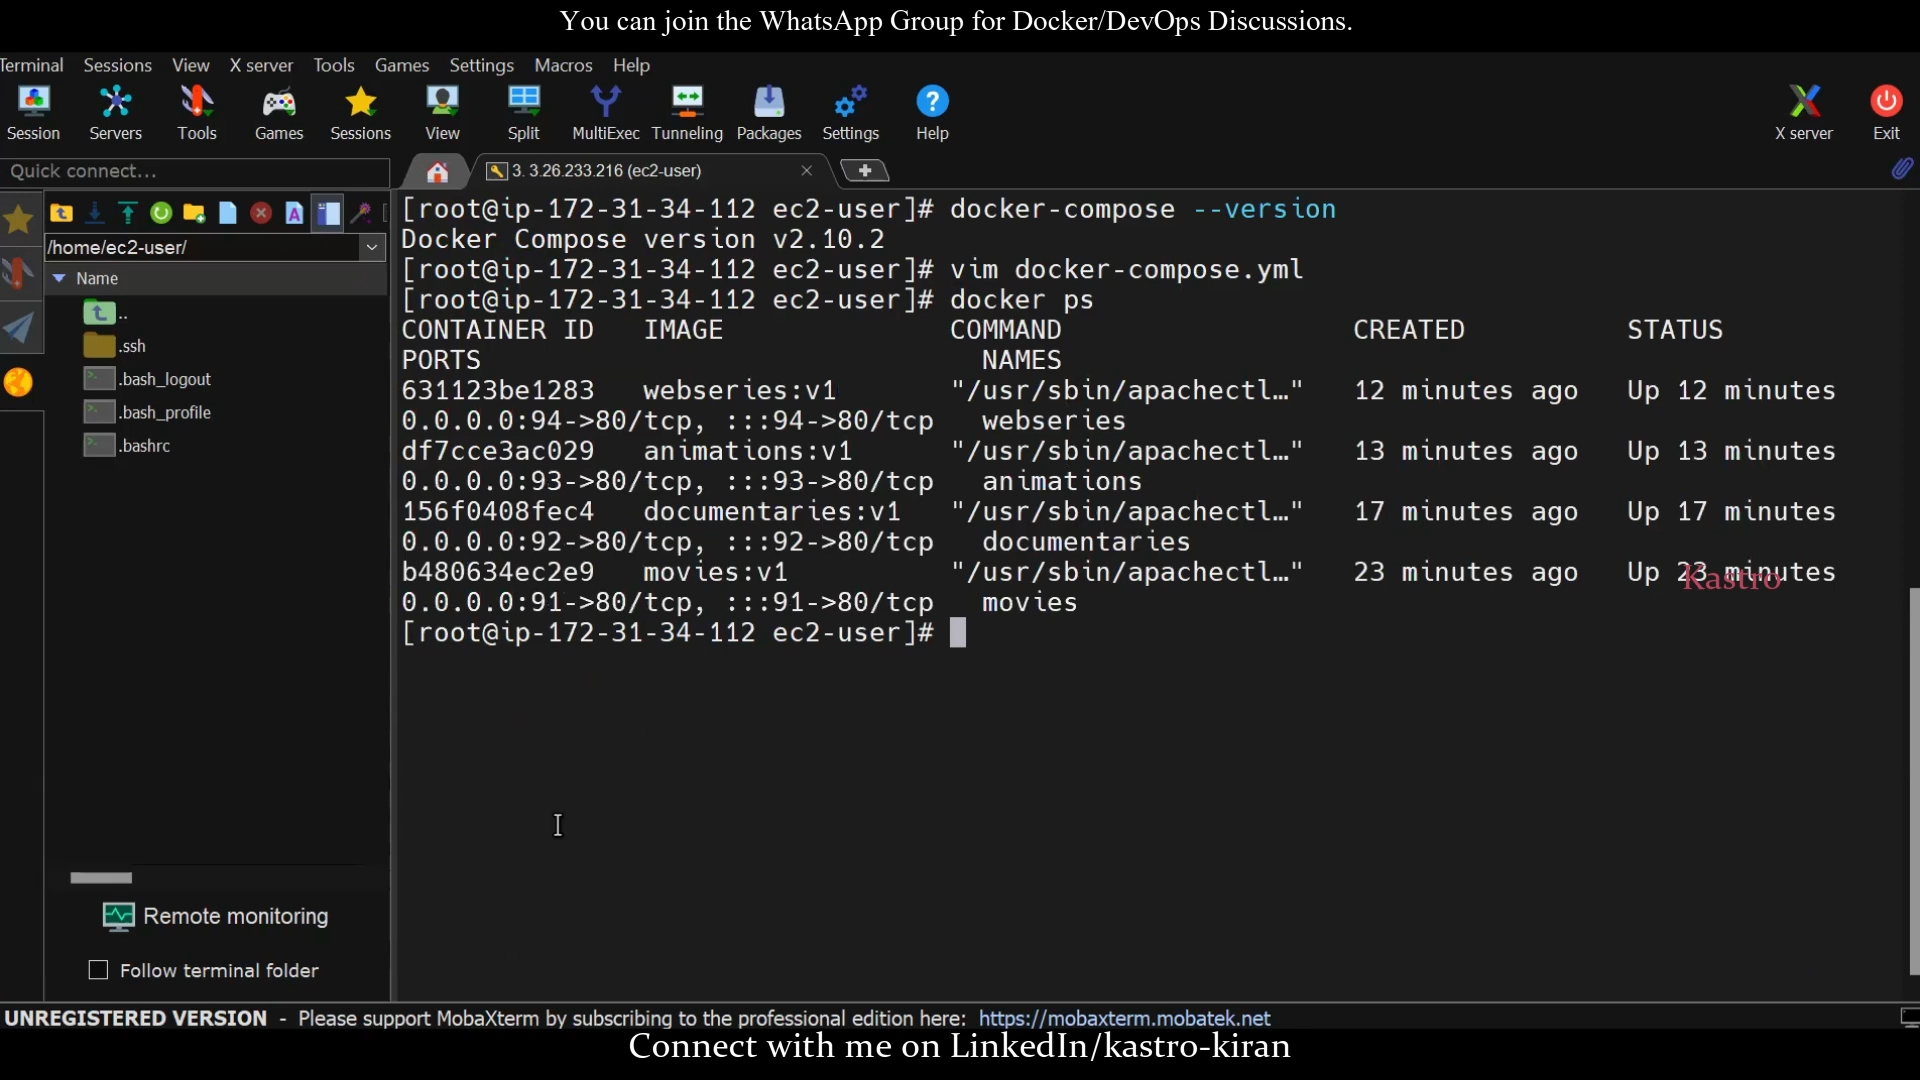 You can join the WhatsApp Group for Docker/DevOps Discussions.
Terminal Sessions View X server Tools Games Settings Macros Help
Session Servers Tools Games Sessions View Split MultiExec Tunneling Packages Settings Help X server Exit
Quick connect...
3. 3.26.233.216 (ec2-user)
/home/ec2-user/
Name
..
.ssh
.bash_logout
.bash_profile
.bashrc
Remote monitoring
Follow terminal folder
[root@ip-172-31-34-112 ec2-user]# docker-compose --version
Docker Compose version v2.10.2
[root@ip-172-31-34-112 ec2-user]# vim docker-compose.yml
[root@ip-172-31-34-112 ec2-user]# docker ps
CONTAINER ID IMAGE COMMAND CREATED STATUS
PORTS NAMES
631123be1283 webseries:v1 "/usr/sbin/apachectl…" 12 minutes ago Up 12 minutes
0.0.0.0:94->80/tcp, :::94->80/tcp webseries
df7cce3ac029 animations:v1 "/usr/sbin/apachectl…" 13 minutes ago Up 13 minutes
0.0.0.0:93->80/tcp, :::93->80/tcp animations
156f0408fec4 documentaries:v1 "/usr/sbin/apachectl…" 17 minutes ago Up 17 minutes
0.0.0.0:92->80/tcp, :::92->80/tcp documentaries
b480634ec2e9 movies:v1 "/usr/sbin/apachectl…" 23 minutes ago Up 23 minutes
Kastro
0.0.0.0:91->80/tcp, :::91->80/tcp movies
[root@ip-172-31-34-112 ec2-user]#
UNREGISTERED VERSION - Please support MobaXterm by subscribing to the professional edition here: https://mobaxterm.mobatek.net
Connect with me on LinkedIn/kastro-kiran